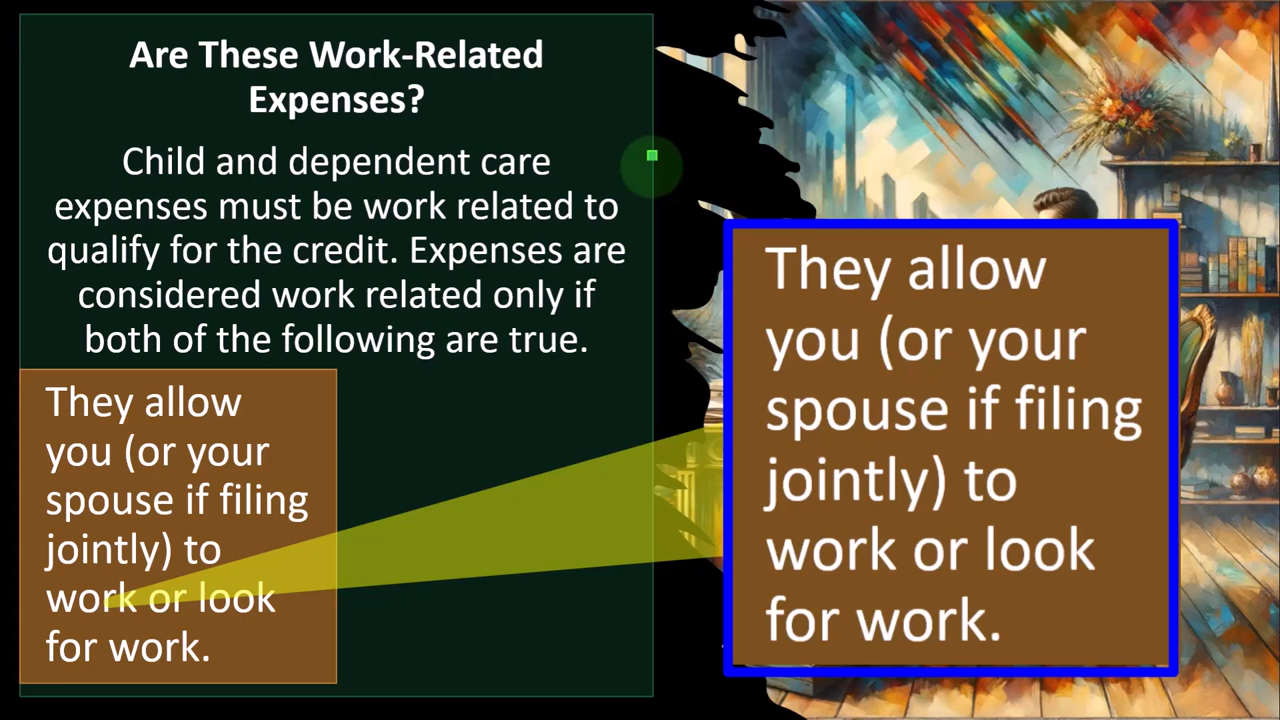 Are These Work-Related
Expenses?
Child and dependent care
expenses must be work related to
qualify for the credit. Expenses are
considered work related only if
both of the following are true.
They allow
you (or your
spouse if filing
jointly) to
work or look
for work.
They allow
you (or your
spouse if filing
jointly) to
work or look
for work.